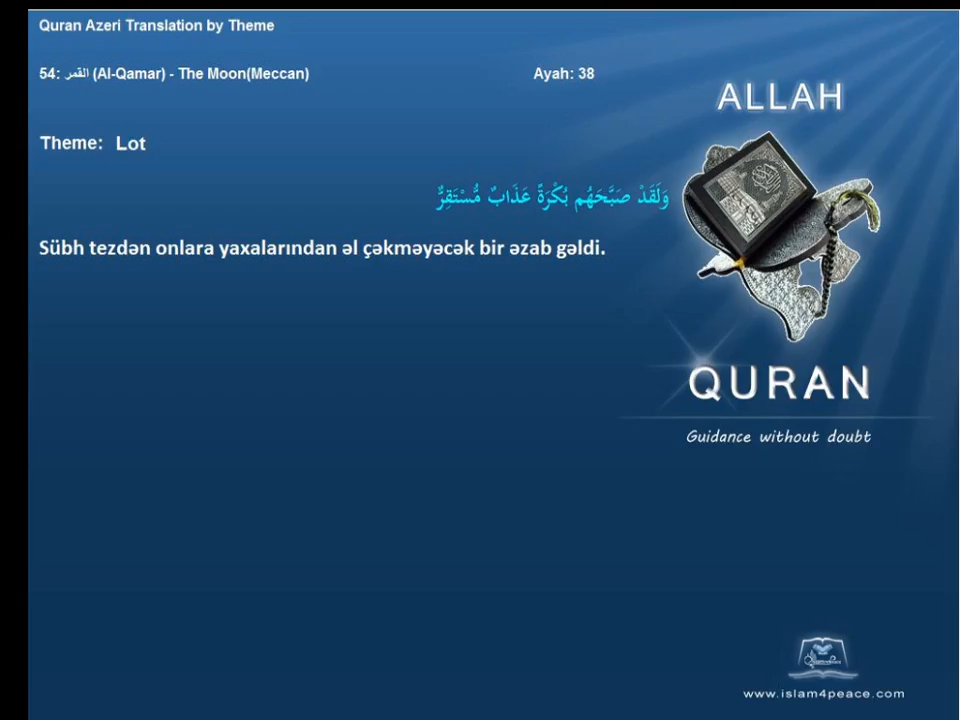 Quran Azeri Translation by Theme
54: القمر (Al-Qamar) - The Moon(Meccan) Ayah: 38
ALLAH
Theme: Lot
وَلَقَدْ صَبَّحَهُم بُكْرَةً عَذَابٌ مُّسْتَقِرٌّ
Sübh tezdən onlara yaxalarından əl çəkməyəcək bir əzab gəldi.
QURAN
Guidance without doubt
www.islam4peace.com